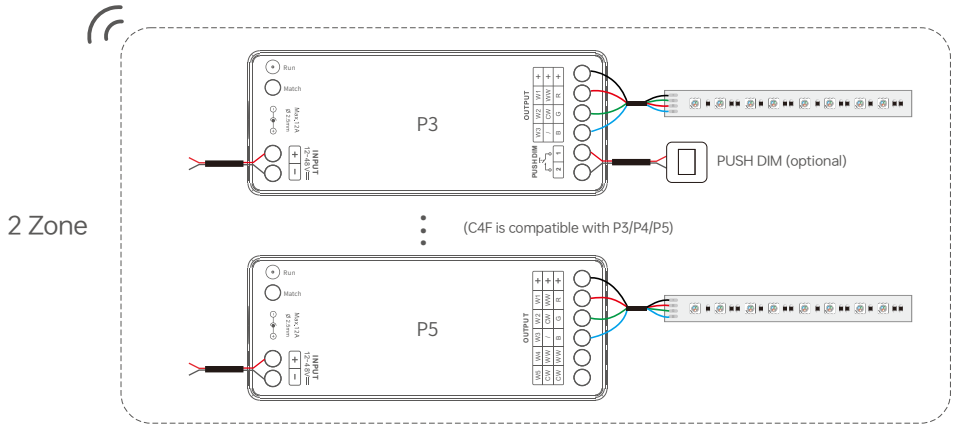 2 Zone
Run
Match
Max,12A
Ø 2.5mm
INPUT
12~48V
+
−
P3
OUTPUT
W1 W2 W3
+ WW CW /
+ R G B
PUSH DIM
1
2
PUSH DIM (optional)
(C4F is compatible with P3/P4/P5)
Run
Match
Max,12A
Ø 2.5mm
INPUT
12~48V
+
−
P5
OUTPUT
+ W1 W2 W3 W4 W5
+ WW CW / WW CW
+ R G B WW CW